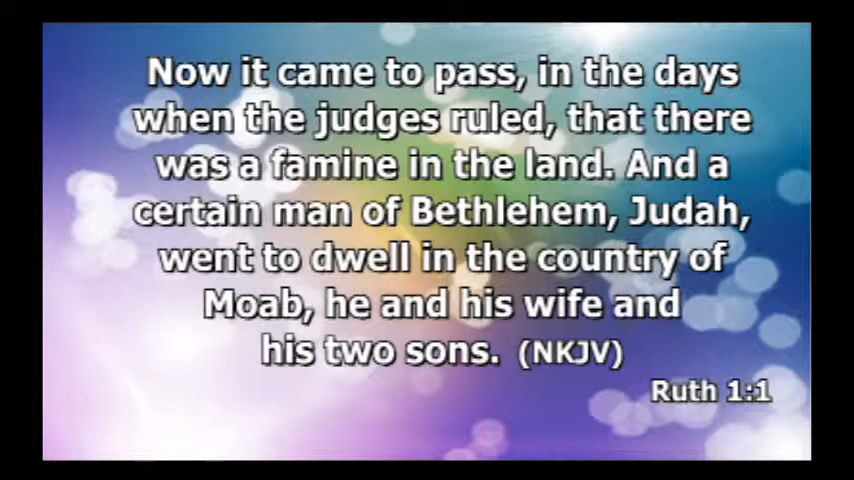 Now it came to pass, in the days
when the judges ruled, that there
was a famine in the land. And a
certain man of Bethlehem, Judah,
went to dwell in the country of
Moab, he and his wife and
his two sons. (NKJV)
Ruth 1:1